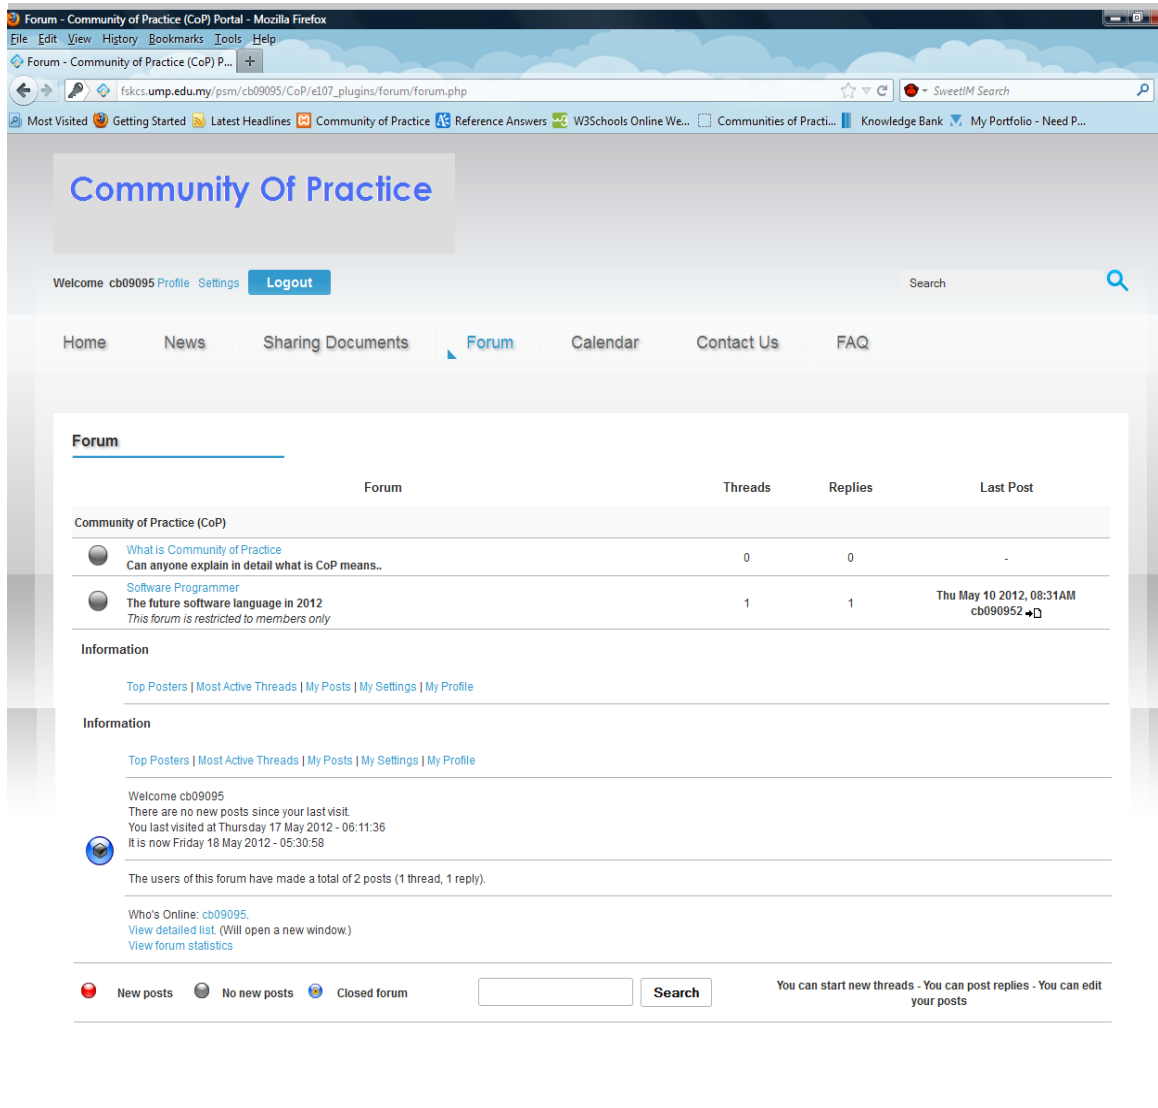 Forum - Community of Practice (CoP) Portal - Mozilla Firefox
File Edit View History Bookmarks Tools Help
Forum - Community of Practice (CoP) P... +
fskcs.ump.edu.my/psm/cb09095/CoP/e107_plugins/forum/forum.php SweetIM Search
Most Visited Getting Started Latest Headlines Community of Practice Reference Answers W3Schools Online We... Communities of Practi... Knowledge Bank My Portfolio - Need P...
Community Of Practice
Welcome cb09095 Profile Settings Logout Search
Home News Sharing Documents Forum Calendar Contact Us FAQ
Forum
Forum Threads Replies Last Post
Community of Practice (CoP)
What is Community of Practice
Can anyone explain in detail what is CoP means.. 0 0 -
Software Programmer
The future software language in 2012 1 1 Thu May 10 2012, 08:31AM
This forum is restricted to members only cb090952
Information
Top Posters | Most Active Threads | My Posts | My Settings | My Profile
Information
Top Posters | Most Active Threads | My Posts | My Settings | My Profile
Welcome cb09095
There are no new posts since your last visit.
You last visited at Thursday 17 May 2012 - 06:11:36
It is now Friday 18 May 2012 - 05:30:58
The users of this forum have made a total of 2 posts (1 thread, 1 reply).
Who's Online: cb09095.
View detailed list. (Will open a new window.)
View forum statistics
New posts No new posts Closed forum Search You can start new threads - You can post replies - You can edit
your posts